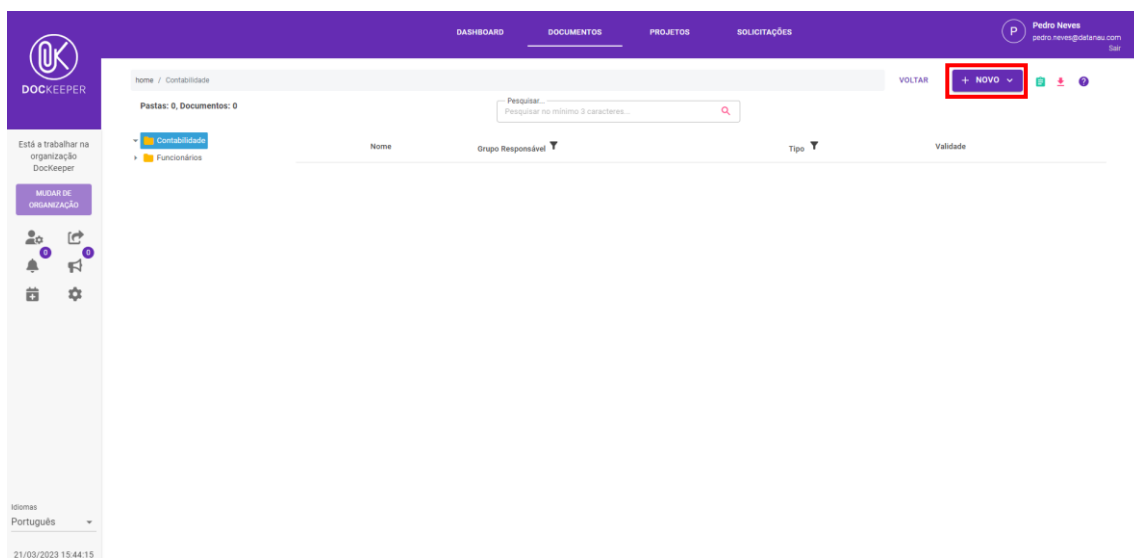 DASHBOARD DOCUMENTOS PROJETOS SOLICITAÇÕES
P
Pedro Neves
pedro.neves@datanau.com
Sair
DOCKEEPER
home / Contabilidade
VOLTAR
+ NOVO
Pastas: 0, Documentos: 0
Pesquisar...
Pesquisar no mínimo 3 caracteres...
Está a trabalhar na
organização
DocKeeper
MUDAR DE
ORGANIZAÇÃO
0
0
Contabilidade
Funcionários
Nome Grupo Responsável Tipo Validade
Idiomas
Português
21/03/2023 15:44:15